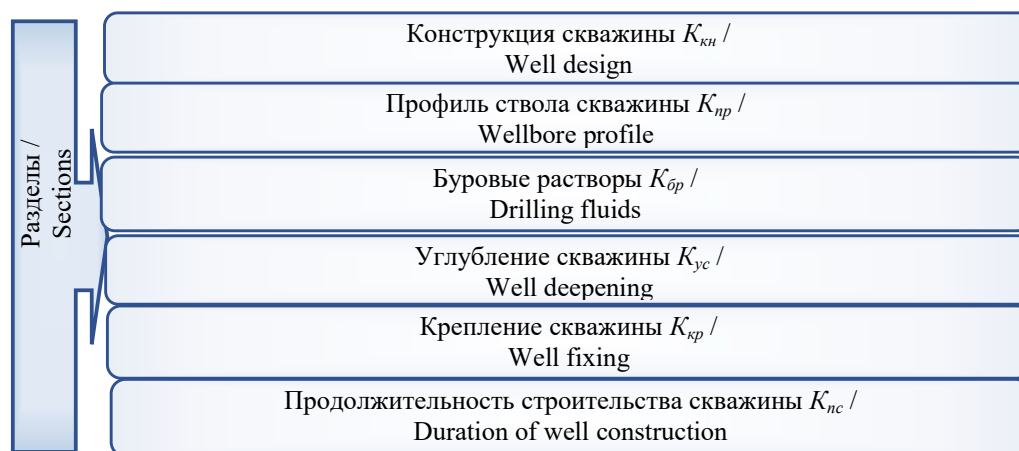 Разделы /
Sections
Конструкция скважины Kкн /
Well design
Профиль ствола скважины Kпр /
Wellbore profile
Буровые растворы Kбр /
Drilling fluids
Углубление скважины Kус /
Well deepening
Крепление скважины Kкр /
Well fixing
Продолжительность строительства скважины Kпс /
Duration of well construction